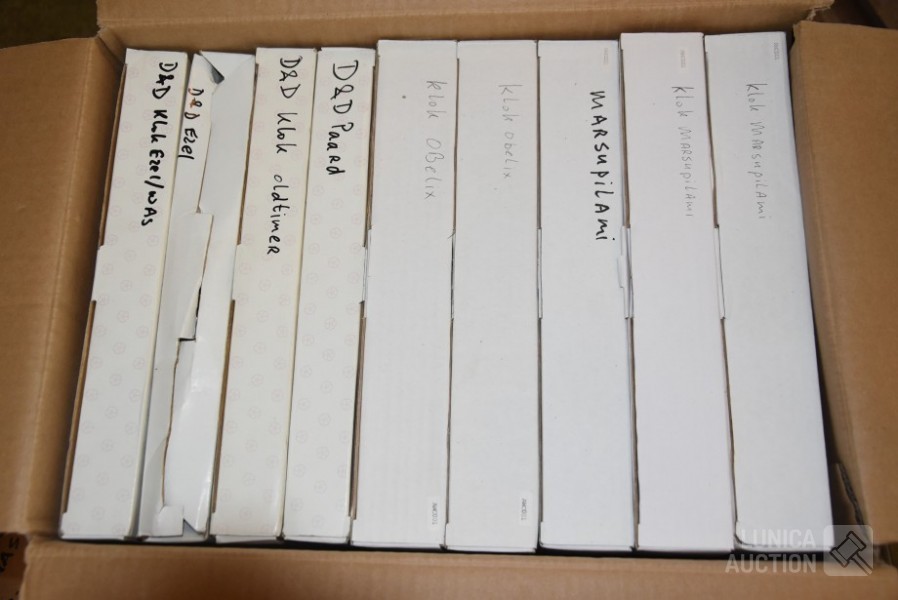 D&D Klok Ezel/WAS
D&D Ezel
D&D Klok oldtimer
D&D Paard
Klok OBelix
Klok obelix
MARSUPILAMI
Klok MARSUPILAMI
Klok MARSUPILAMI
LUNICA
AUCTION